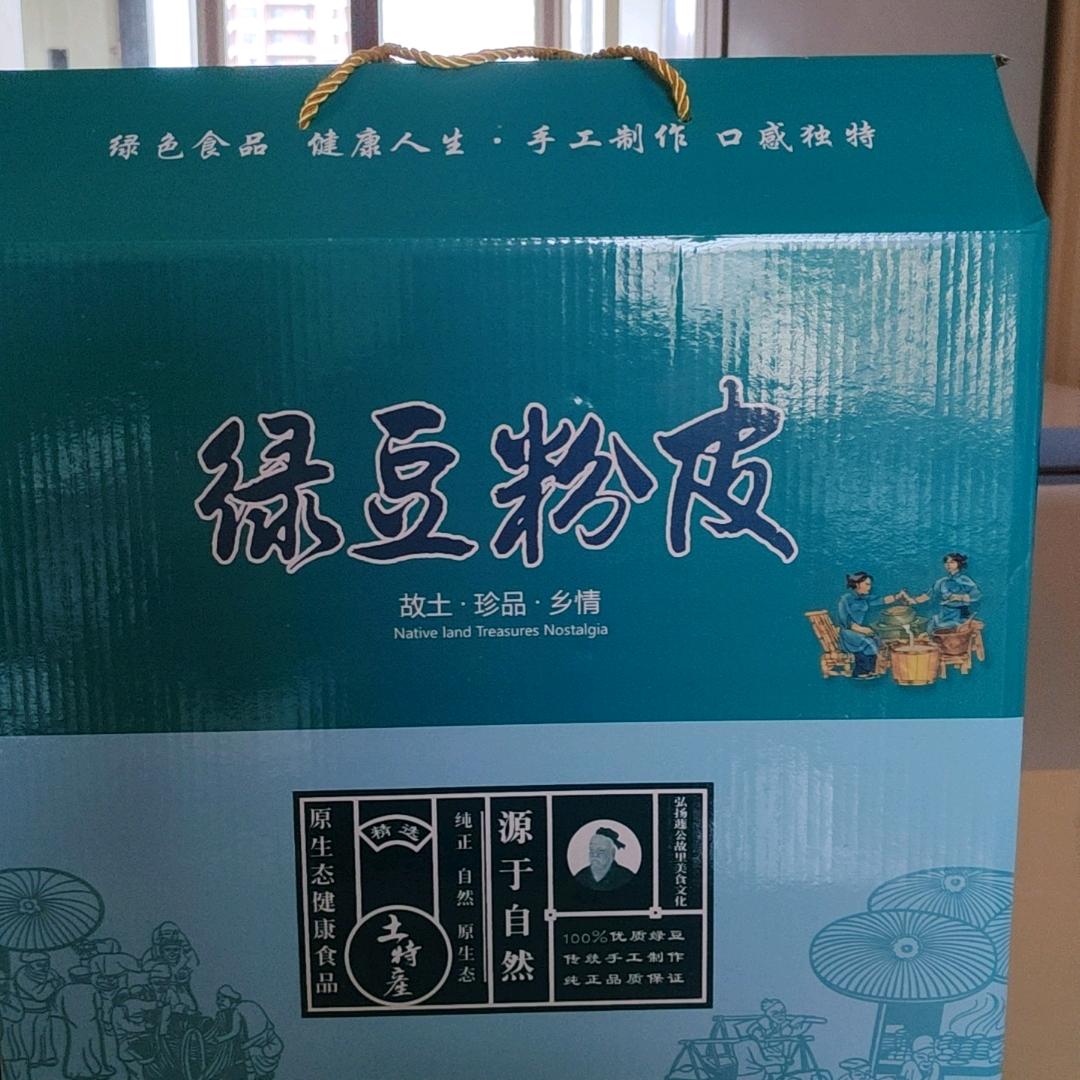 绿色食品 健康人生·手工制作 口感独特
绿豆粉皮
故土·珍品·乡情
Native land Treasures Nostalgia
原生态健康食品
精选
土特產
纯正 自然 原生态
源于自然
弘扬蘧公故里美食文化
100%优质绿豆
传统手工制作
纯正品质保证